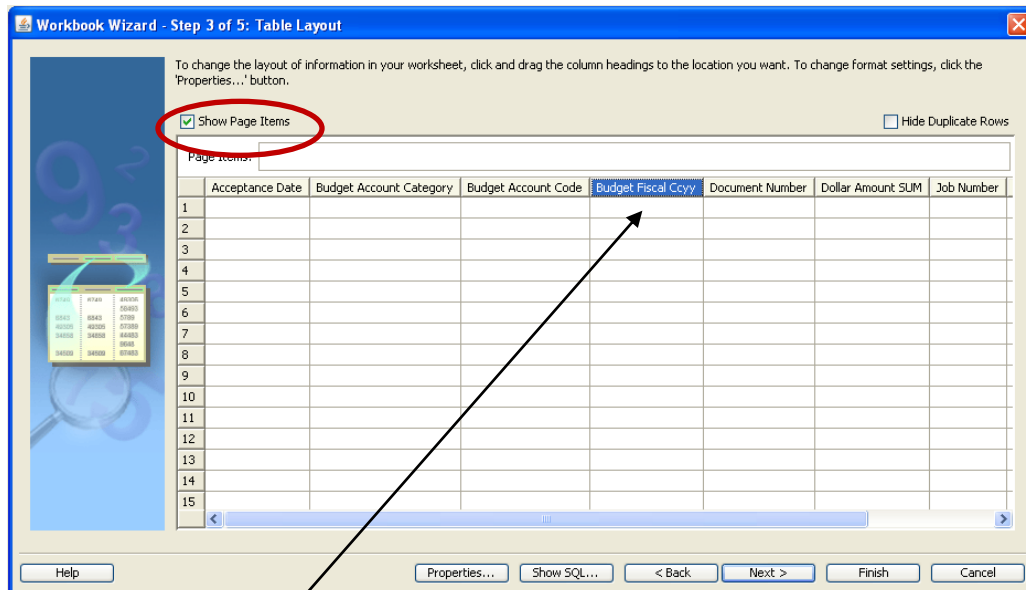 Workbook Wizard - Step 3 of 5: Table Layout
To change the layout of information in your worksheet, click and drag the column headings to the location you want. To change format settings, click the
'Properties...' button.
Show Page Items
Hide Duplicate Rows
Page Items:
Acceptance Date Budget Account Category Budget Account Code Budget Fiscal Ccyy Document Number Dollar Amount SUM Job Number
1
2
3
4
5
6
7
8
9
10
11
12
13
14
15
Help Properties... Show SQL... < Back Next > Finish Cancel